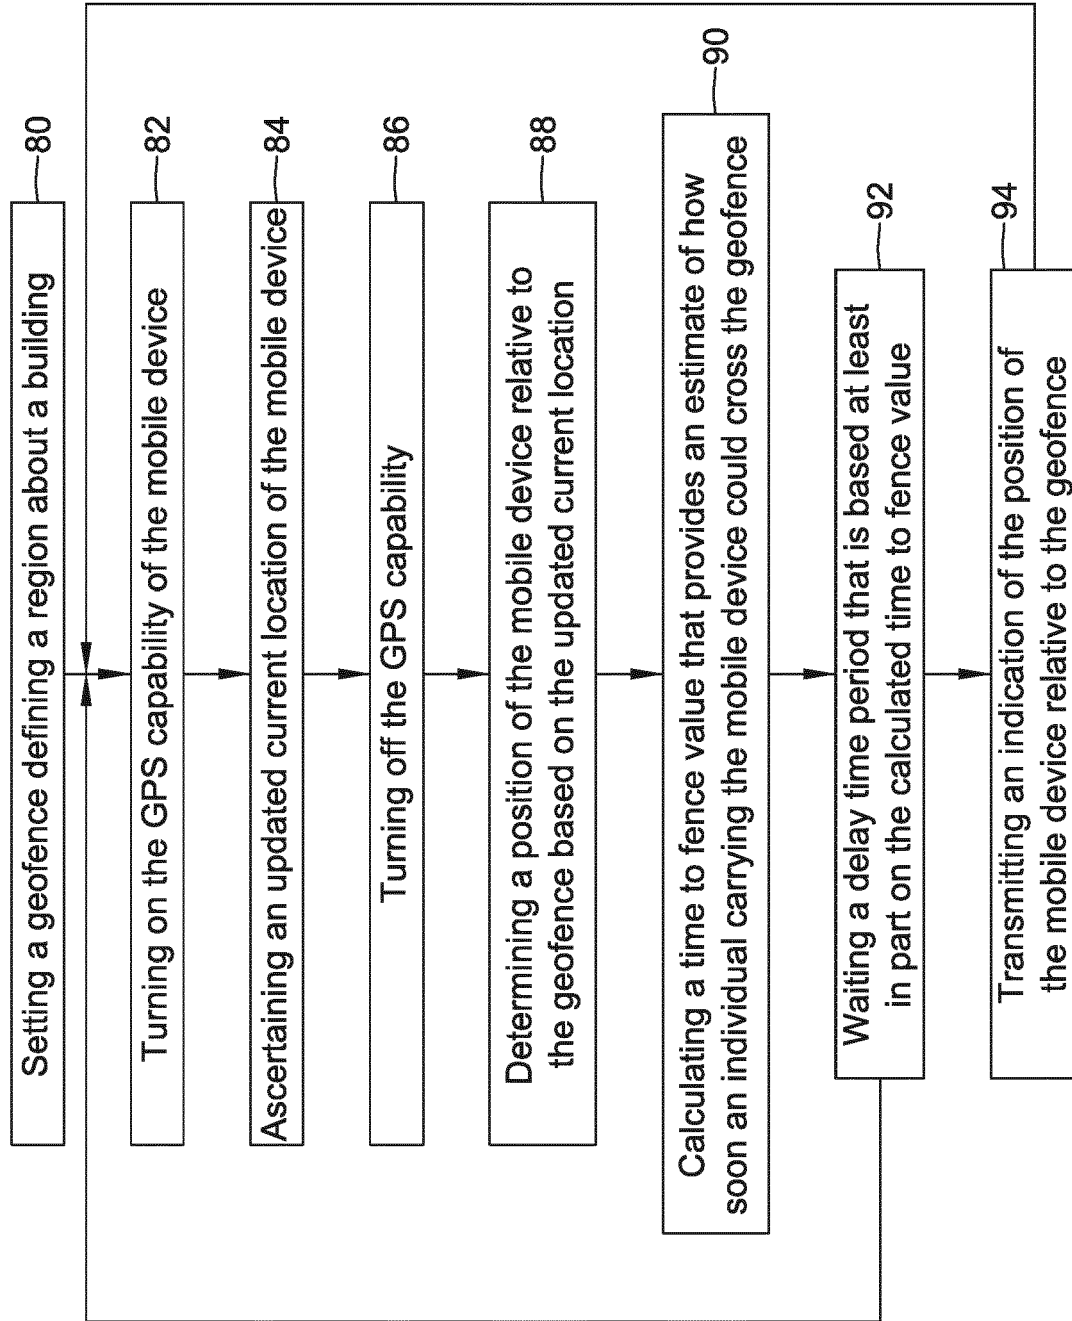 Setting a geofence defining a region about a building
80
Turning on the GPS capability of the mobile device
82
Ascertaining an updated current location of the mobile device
84
Turning off the GPS capability
86
Determining a position of the mobile device relative to
the geofence based on the updated current location
88
Calculating a time to fence value that provides an estimate of how
soon an individual carrying the mobile device could cross the geofence
90
Waiting a delay time period that is based at least
in part on the calculated time to fence value
92
Transmitting an indication of the position of
the mobile device relative to the geofence
94